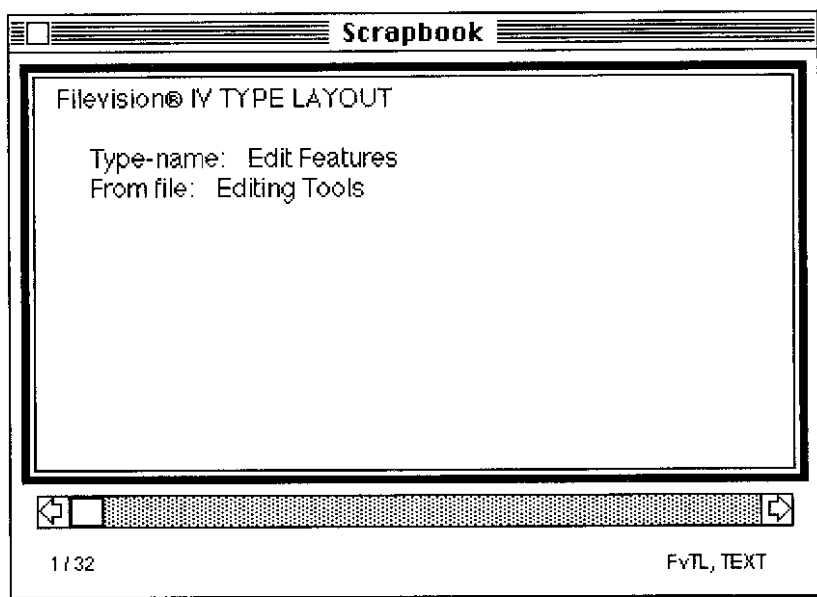 Scrapbook
Filevision® IV TYPE LAYOUT
Type-name: Edit Features
From file: Editing Tools
1 / 32
FvTL, TEXT